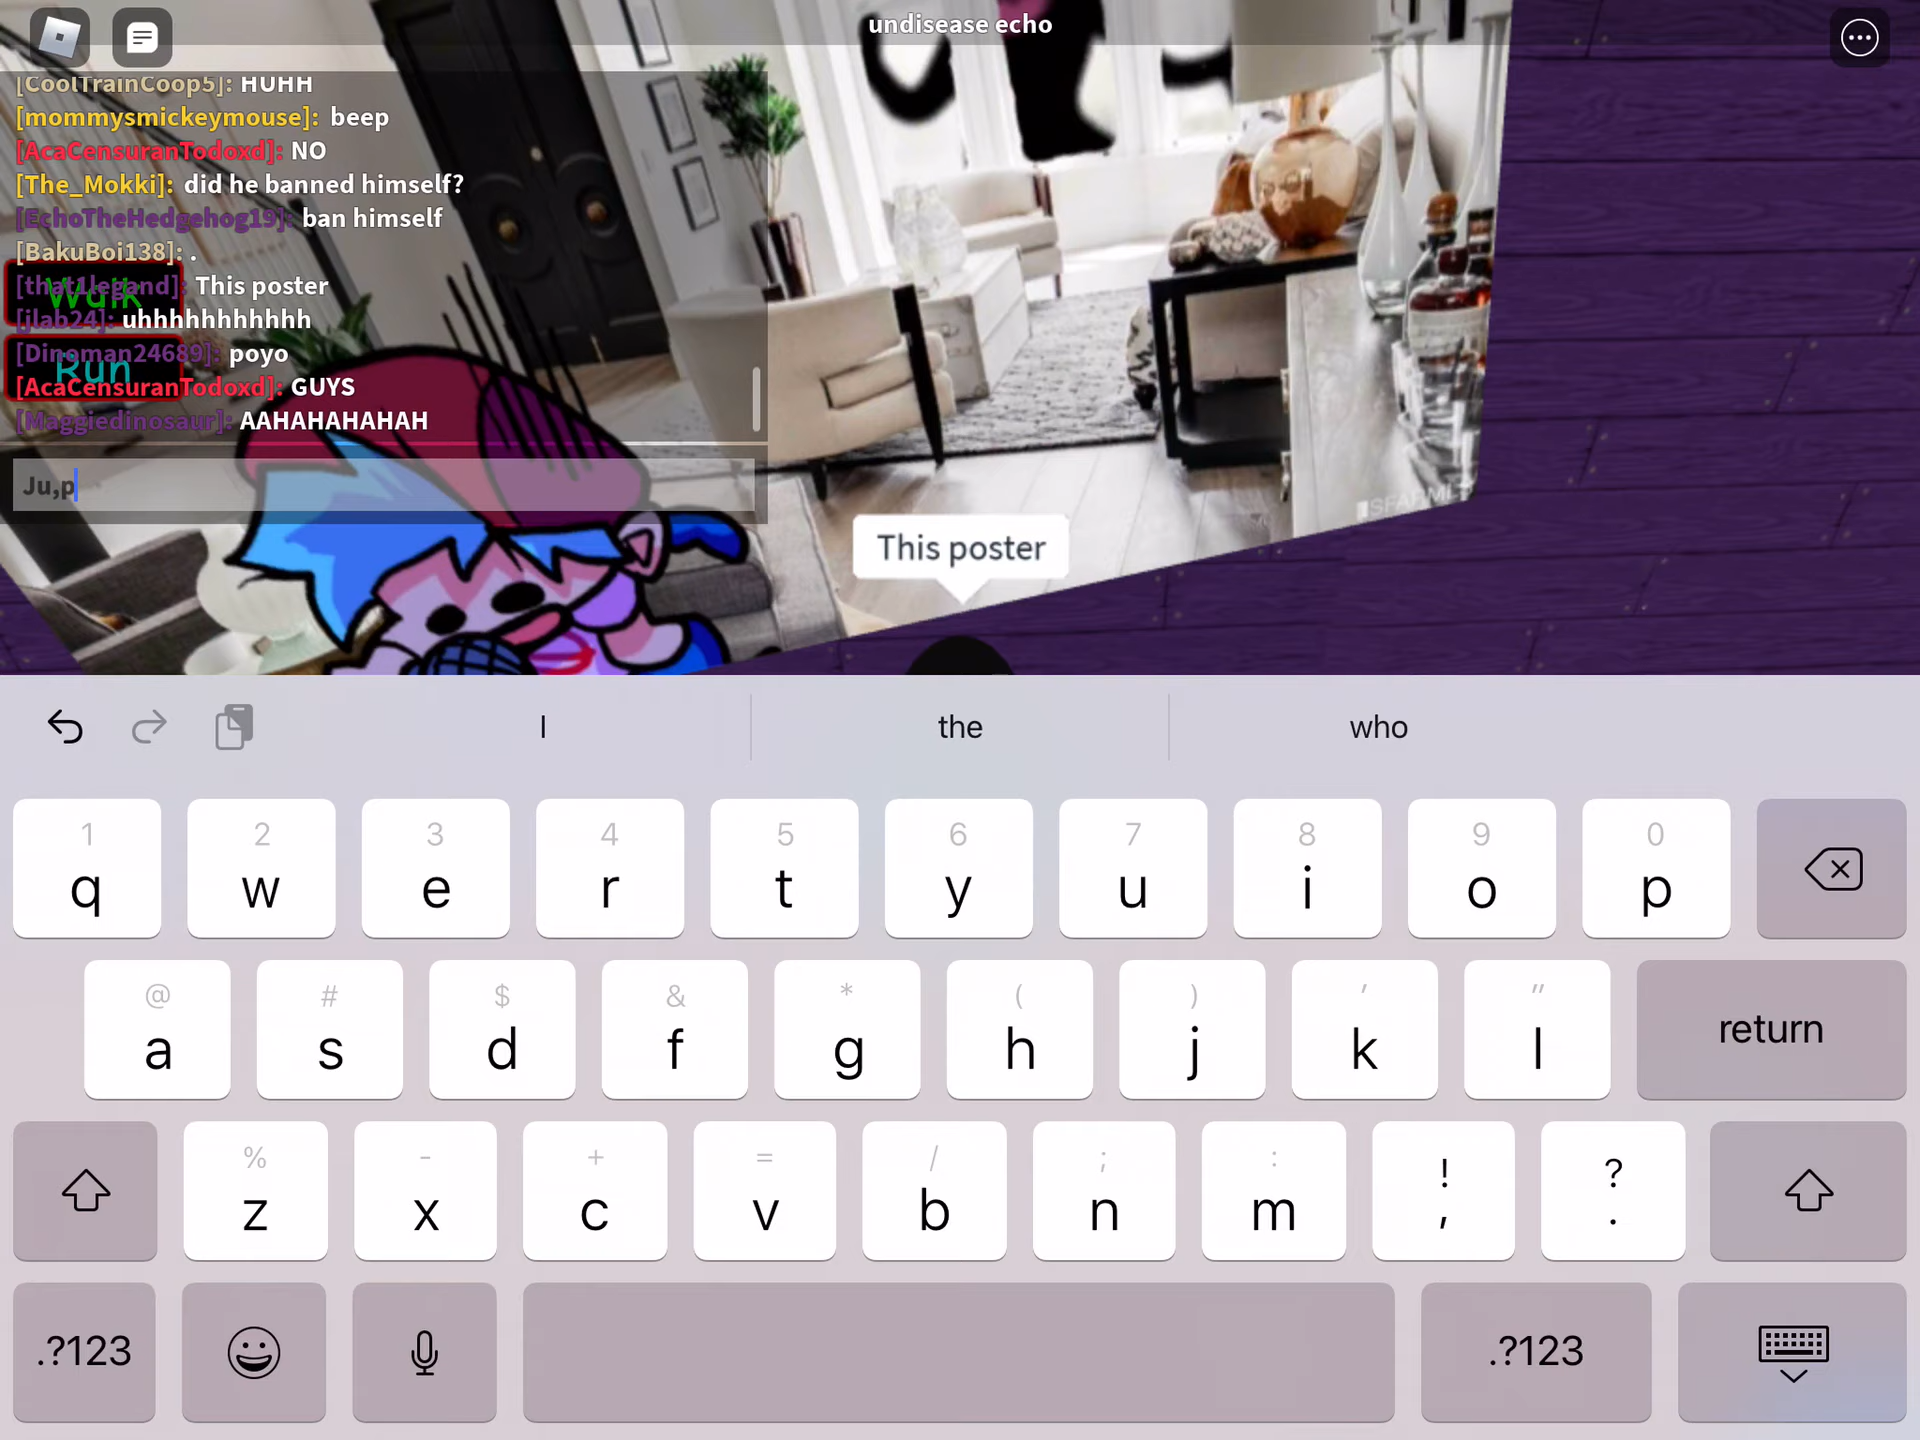 undisease echo
[CoolTrainCoop5]: HUHH
[mommysmickeymouse]: beep
[AcaCensuranTodoxd]: NO
[The_Mokki]: did he banned himself?
[EchoTheHedgehog19]: ban himself
[BakuBoi138]: .
[that1legand]: This poster
Walk
[jlab24]: uhhhhhhhhhhh
[Dinoman24689]: poyo
Run
[AcaCensuranTodoxd]: GUYS
[Maggiedinosaur]: AAHAHAHAHAH
Ju,p
This poster
I the who
1 2 3 4 5 6 7 8 9 0
q w e r t y u i o p
@ # $ & * ( ) ' "
a s d f g h j k l return
% - + = / ; : ! ?
z x c v b n m , .
.?123 .?123